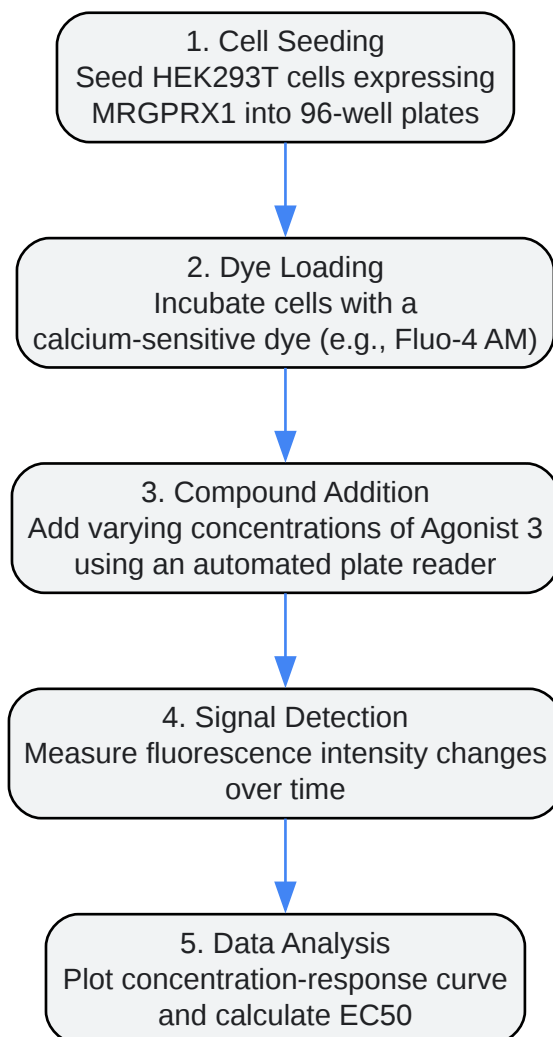 1. Cell Seeding
Seed HEK293T cells expressing
MRGPRX1 into 96-well plates
2. Dye Loading
Incubate cells with a
calcium-sensitive dye (e.g., Fluo-4 AM)
3. Compound Addition
Add varying concentrations of Agonist 3
using an automated plate reader
4. Signal Detection
Measure fluorescence intensity changes
over time
5. Data Analysis
Plot concentration-response curve
and calculate EC50